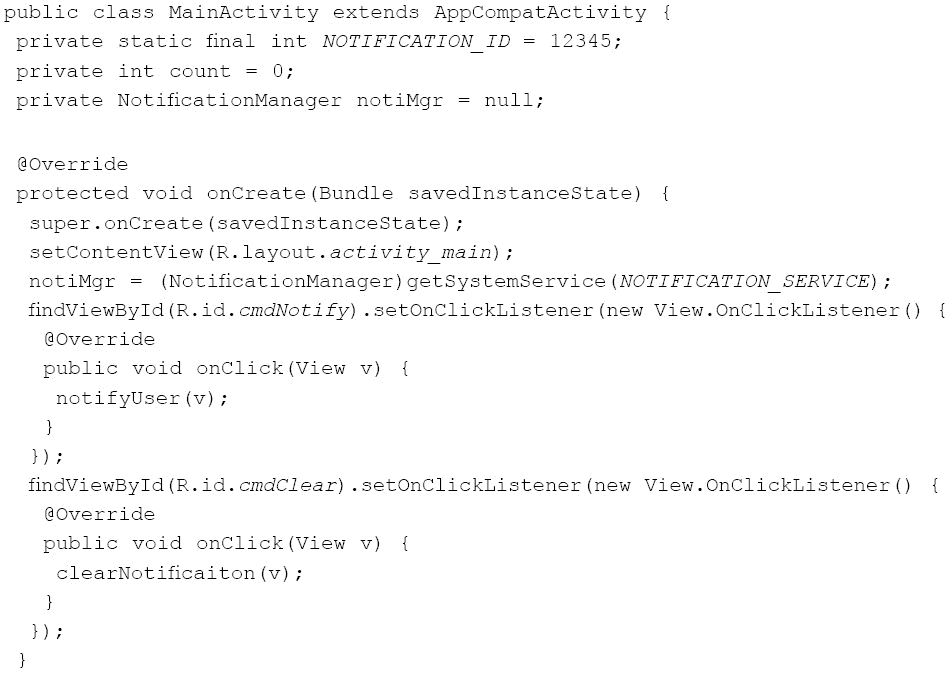 public class MainActivity extends AppCompatActivity {
private static final int NOTIFICATION_ID = 12345;
private int count = 0;
private NotificationManager notiMgr = null;
@Override
protected void onCreate(Bundle savedInstanceState) {
super.onCreate(savedInstanceState);
setContentView(R.layout.activity_main);
notiMgr = (NotificationManager)getSystemService(NOTIFICATION_SERVICE);
findViewById(R.id.cmdNotify).setOnClickListener(new View.OnClickListener() {
@Override
public void onClick(View v) {
notifyUser(v);
}
});
findViewById(R.id.cmdClear).setOnClickListener(new View.OnClickListener() {
@Override
public void onClick(View v) {
clearNotificaiton(v);
}
});
}